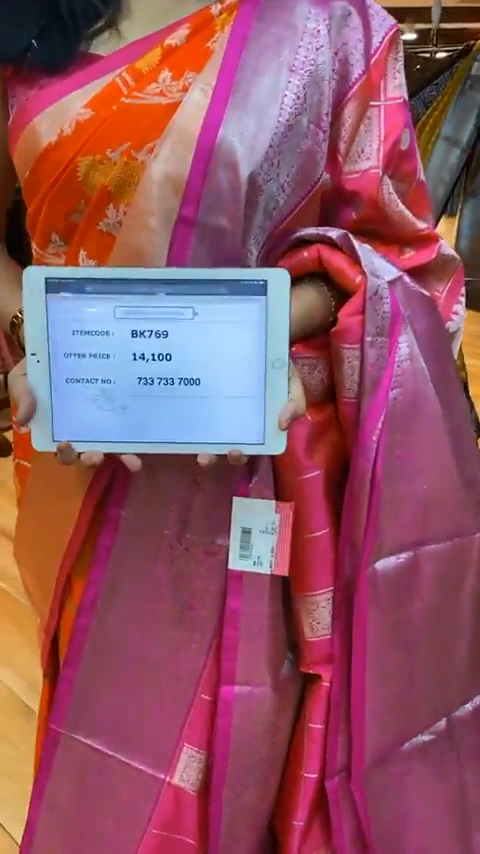 ITEMCODE : BK769
OFFER PRICE : 14,100
CONTACT NO : 733 733 7000